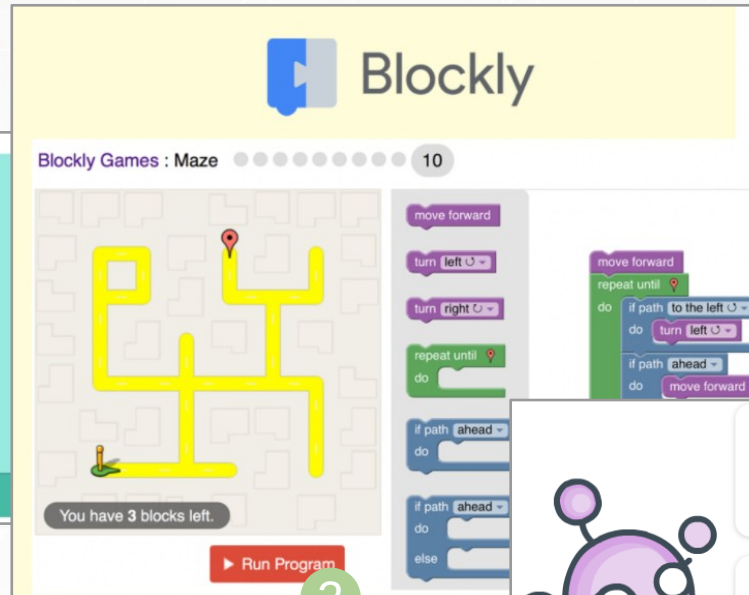 Blockly
Blockly Games : Maze 10
move forward
turn left ↺
turn right ↻
repeat until
do
if path ahead
do
if path ahead
do
else
move forward
repeat until
do if path to the left ↺
do turn left ↺
if path ahead
do move forward
You have 3 blocks left.
Run Program